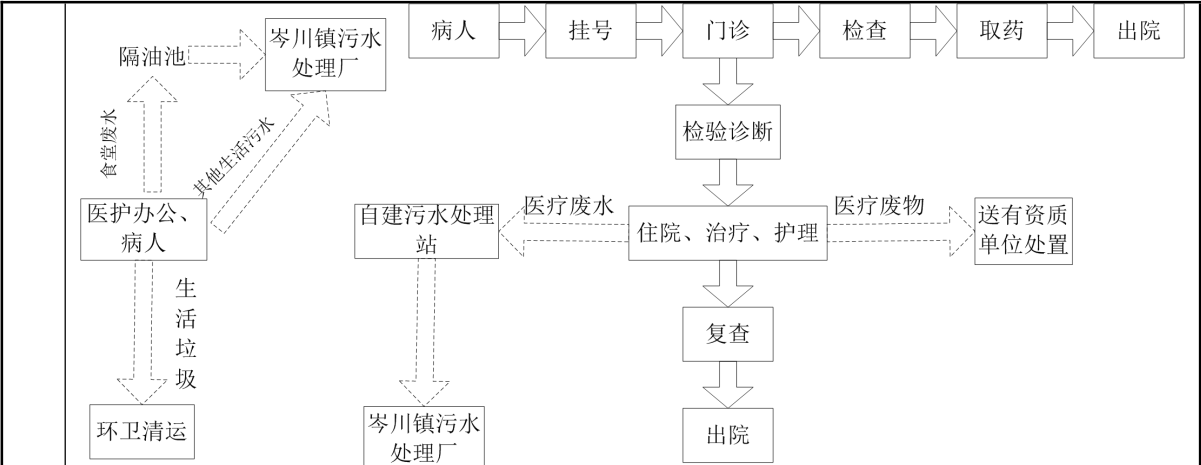 岑川镇污水
处理厂
隔油池
食堂废水
其他生活污水
医护办公、
病人
生
活
垃
圾
环卫清运
病人
挂号
门诊
检查
取药
出院
检验诊断
自建污水处理
站
医疗废水
住院、治疗、护理
医疗废物
送有资质
单位处置
复查
岑川镇污水
处理厂
出院